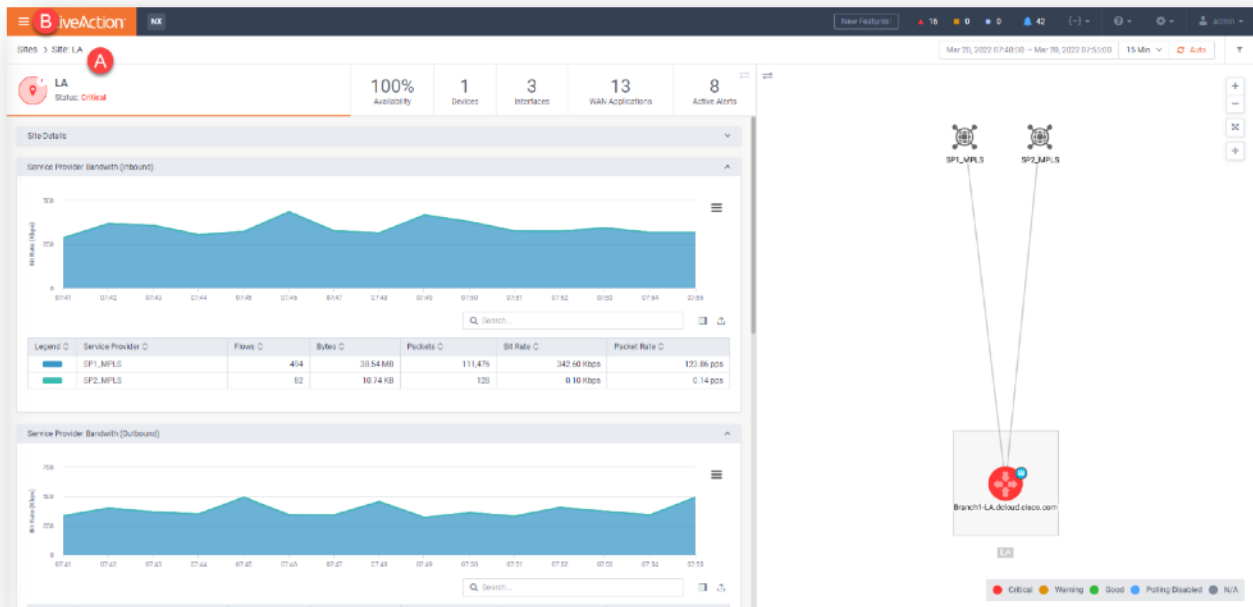 B iveAction NX New Features! 16 0 0 42 admin
Sites > Site: LA Mar 20, 2022 07:40:00 – Mar 20, 2022 07:55:00 15 Min Auto
A
LA
Status: Critical
100% Availability 1 Devices 3 Interfaces 13 WAN Applications 8 Active Alerts
Site Details
Service Provider Bandwith (Inbound)
Bit Rate (Kbps)
500
250
0
07:41 07:42 07:43 07:44 07:45 07:46 07:47 07:48 07:49 07:50 07:51 07:52 07:53 07:54 07:55
Search...
Legend Service Provider Flows Bytes Packets Bit Rate Packet Rate
SP1_MPLS 494 38.54 MB 111,476 342.60 Kbps 123.86 pps
SP2_MPLS 52 10.74 KB 128 0.10 Kbps 0.14 pps
Service Provider Bandwith (Outbound)
Bit Rate (Kbps)
750
500
250
0
07:41 07:42 07:43 07:44 07:45 07:46 07:47 07:48 07:49 07:50 07:51 07:52 07:53 07:54 07:55
Search...
SP1_MPLS SP2_MPLS
W
Branch1-LA.dcloud.cisco.com
LA
Critical Warning Good Polling Disabled N/A